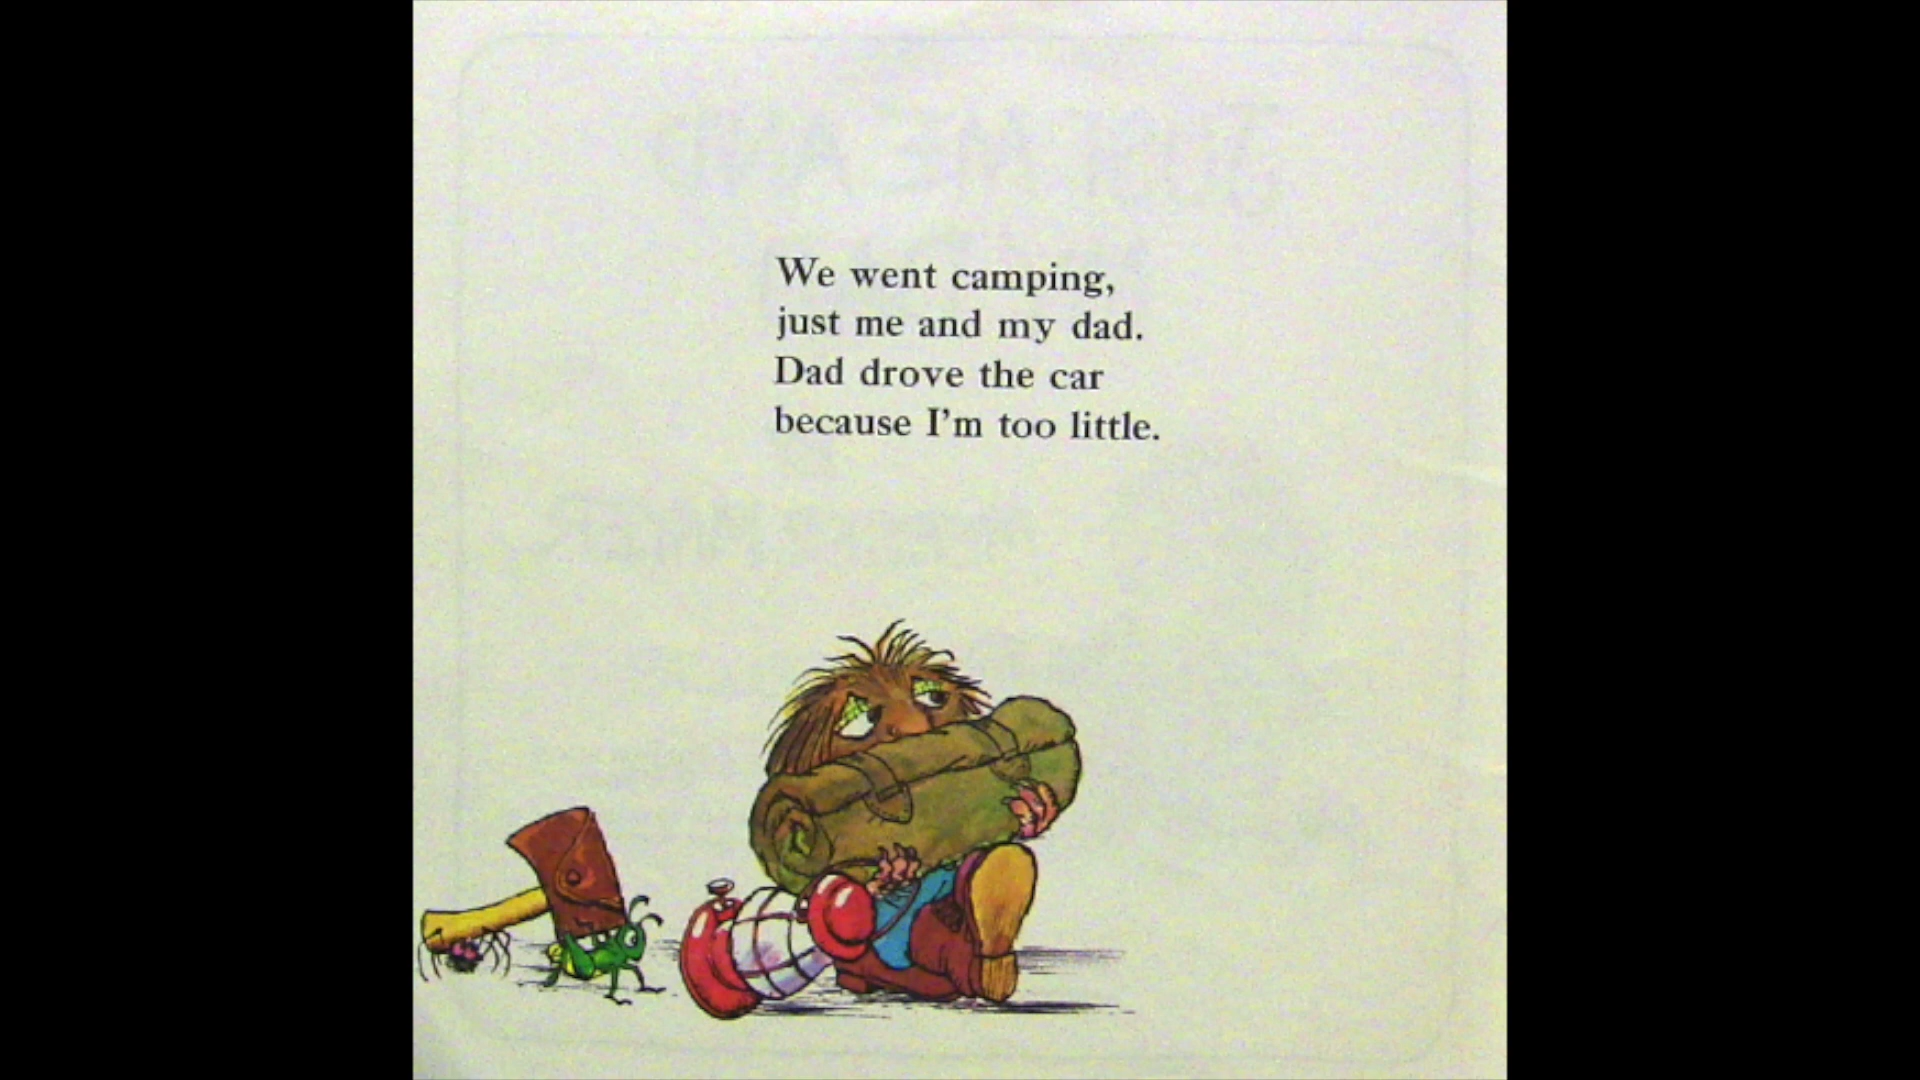 We went camping,
just me and my dad.
Dad drove the car
because I'm too little.